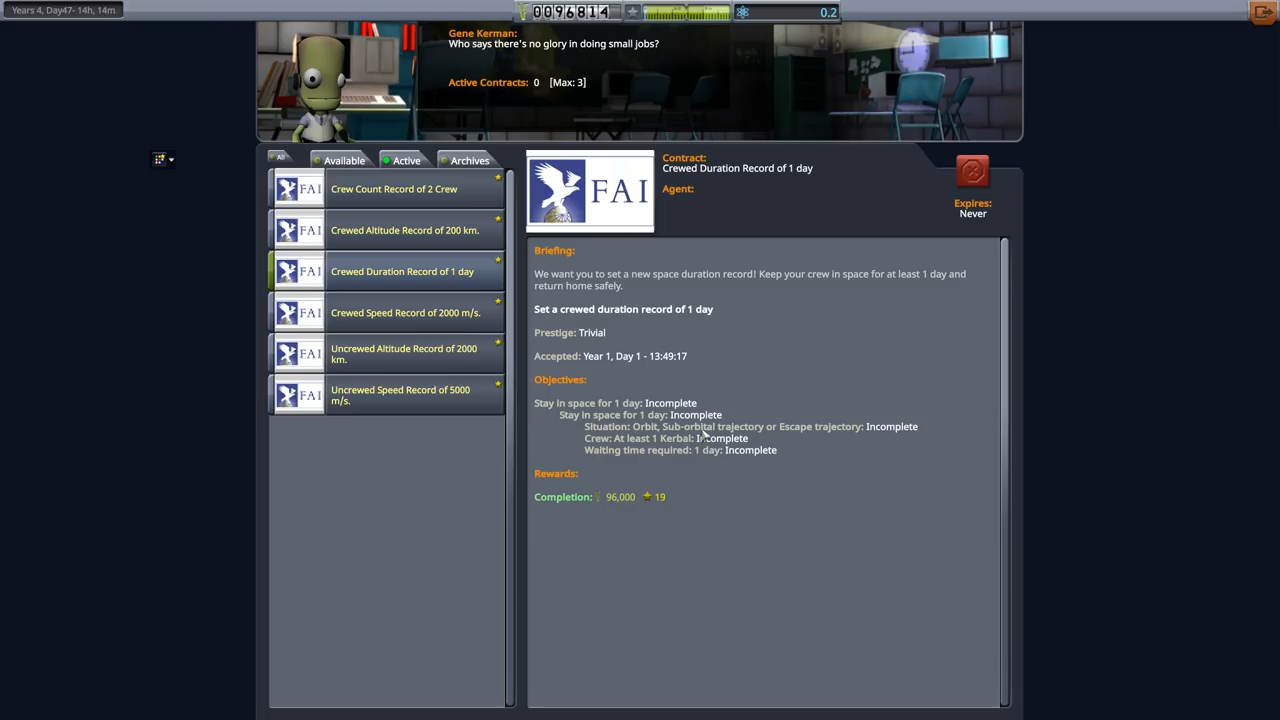 Years 4, Day47- 14h, 14m
0096814
0.2
Gene Kerman:
Who says there's no glory in doing small jobs?
Active Contracts: 0 [Max: 3]
All
Available
Active
Archives
FAI Crew Count Record of 2 Crew
FAI Crewed Altitude Record of 200 km.
FAI Crewed Duration Record of 1 day
FAI Crewed Speed Record of 2000 m/s.
FAI Uncrewed Altitude Record of 2000
km.
FAI Uncrewed Speed Record of 5000
m/s.
FAI
Contract:
Crewed Duration Record of 1 day
Agent:
Expires:
Never
Briefing:
We want you to set a new space duration record! Keep your crew in space for at least 1 day and
return home safely.
Set a crewed duration record of 1 day
Prestige: Trivial
Accepted: Year 1, Day 1 - 13:49:17
Objectives:
Stay in space for 1 day: Incomplete
Stay in space for 1 day: Incomplete
Situation: Orbit, Sub-orbital trajectory or Escape trajectory: Incomplete
Crew: At least 1 Kerbal: Incomplete
Waiting time required: 1 day: Incomplete
Rewards:
Completion: 96,000 19